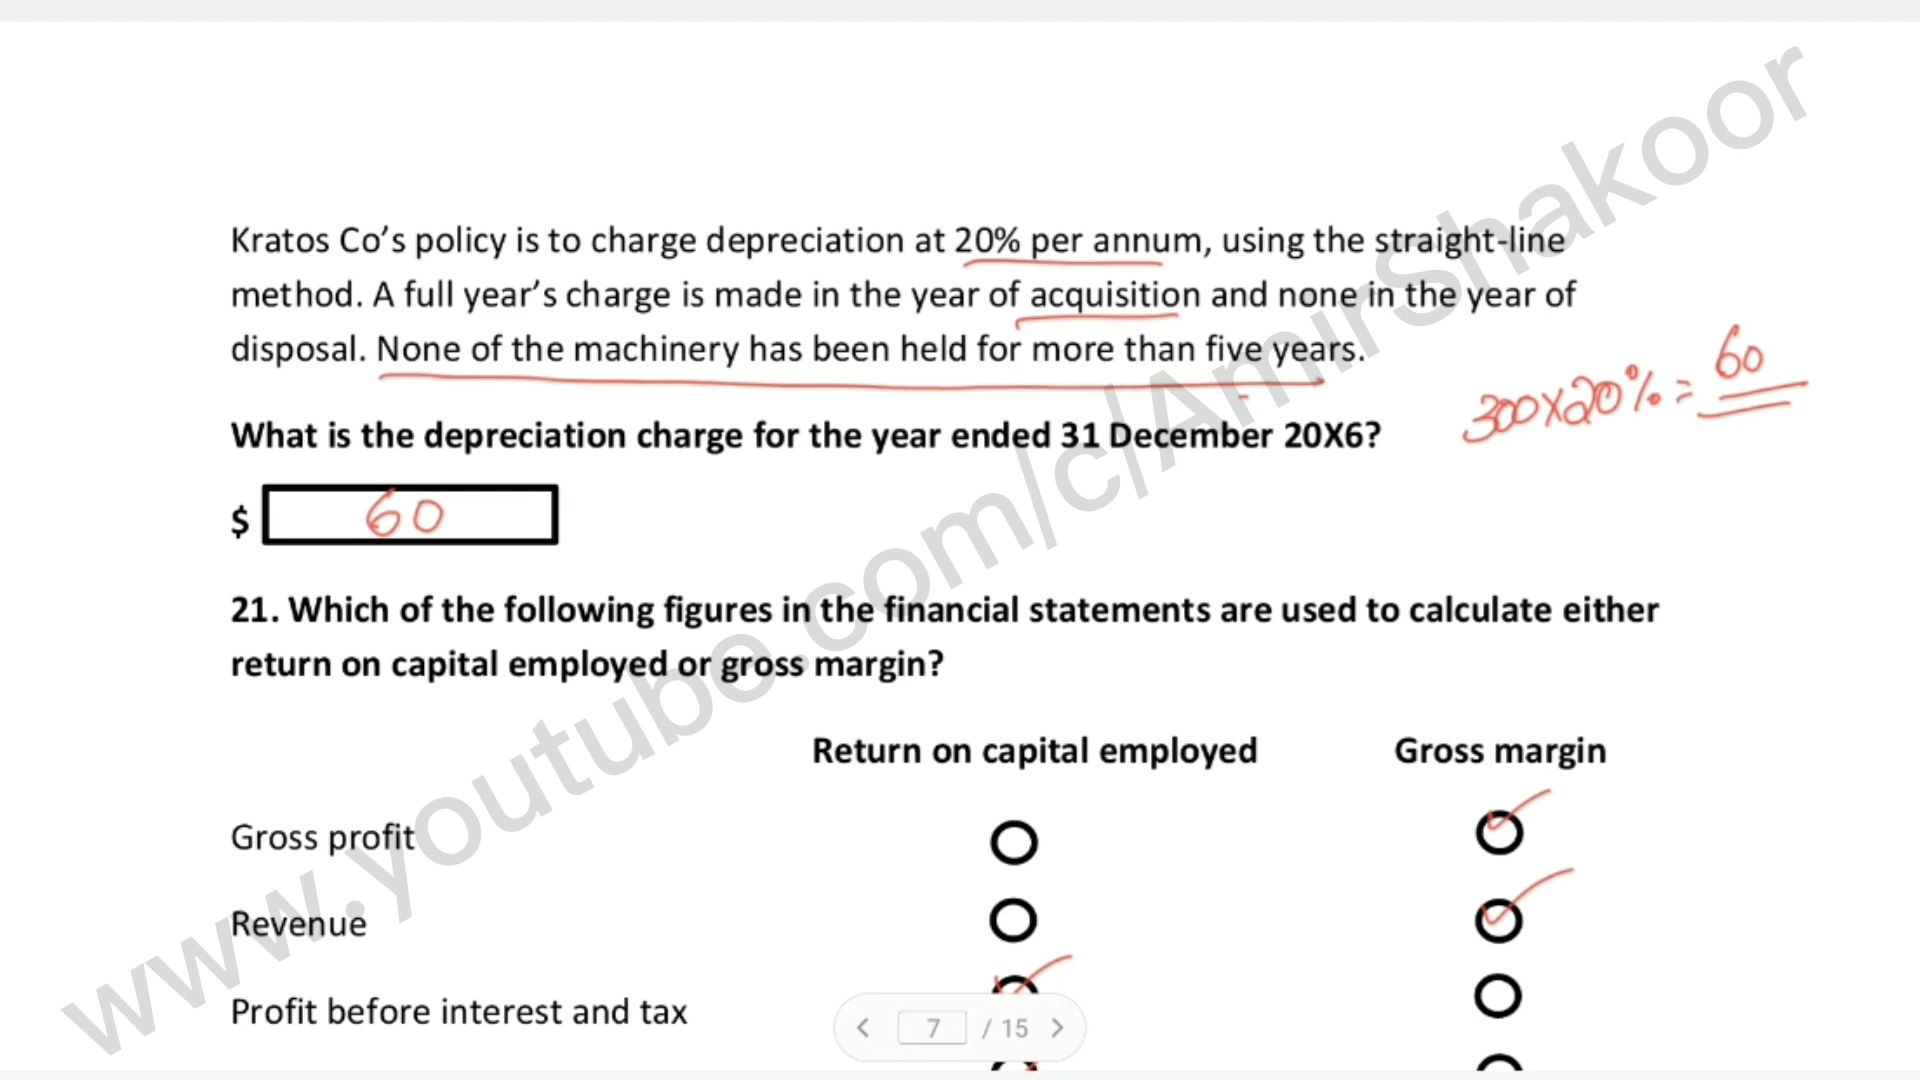 Kratos Co’s policy is to charge depreciation at 20% per annum, using the straight-line
method. A full year’s charge is made in the year of acquisition and none in the year of
disposal. None of the machinery has been held for more than five years.
300x20% = 60
What is the depreciation charge for the year ended 31 December 20X6?
$ 60
21. Which of the following figures in the financial statements are used to calculate either
return on capital employed or gross margin?
Return on capital employed Gross margin
Gross profit
Revenue
Profit before interest and tax
7 / 15
www.youtube.com/c/AmirShakoor